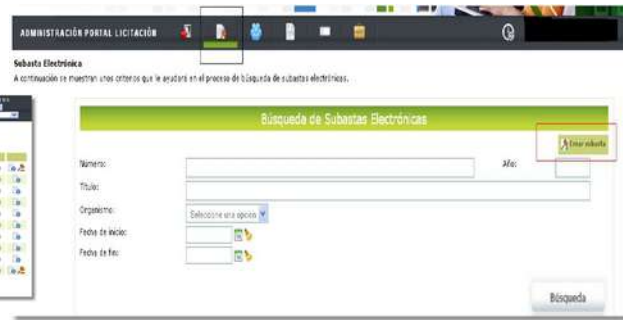 ADMINISTRACIÓN PORTAL LICITACIÓN
Subasta Electrónica
A continuación se muestran unos criterios que le ayudará en el proceso de búsqueda de subastas electrónicas.
Búsqueda de Subastas Electrónicas
Crear subasta
Número:
Año:
Título:
Organismo:
Seleccione una opción
Fecha de inicio:
Fecha de fin:
Búsqueda